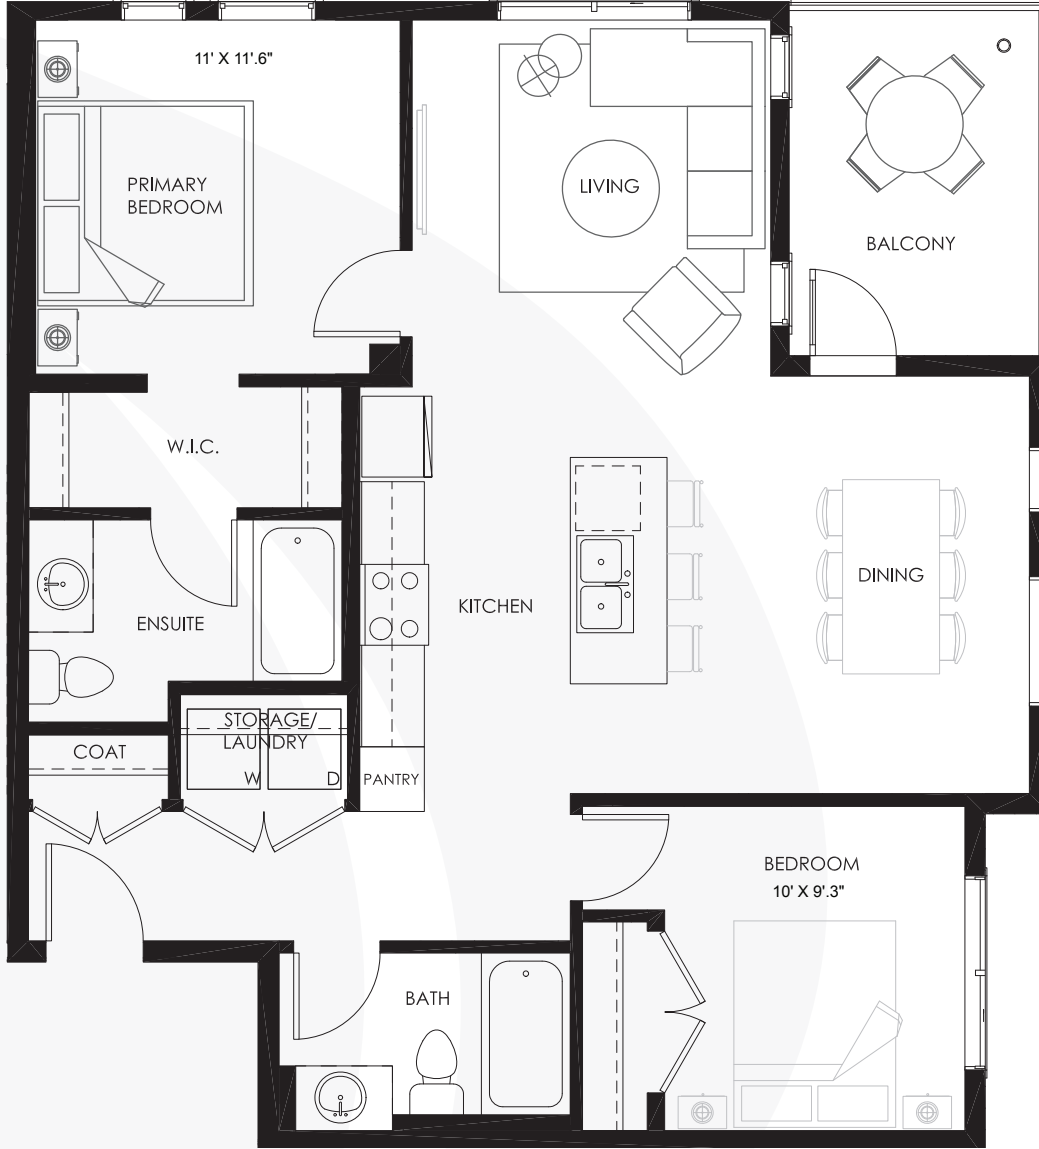 11' X 11'.6"
PRIMARY
BEDROOM
LIVING
BALCONY
W.I.C.
ENSUITE
KITCHEN
DINING
STORAGE/
LAUNDRY
W
D
COAT
PANTRY
BEDROOM
10' X 9'.3"
BATH